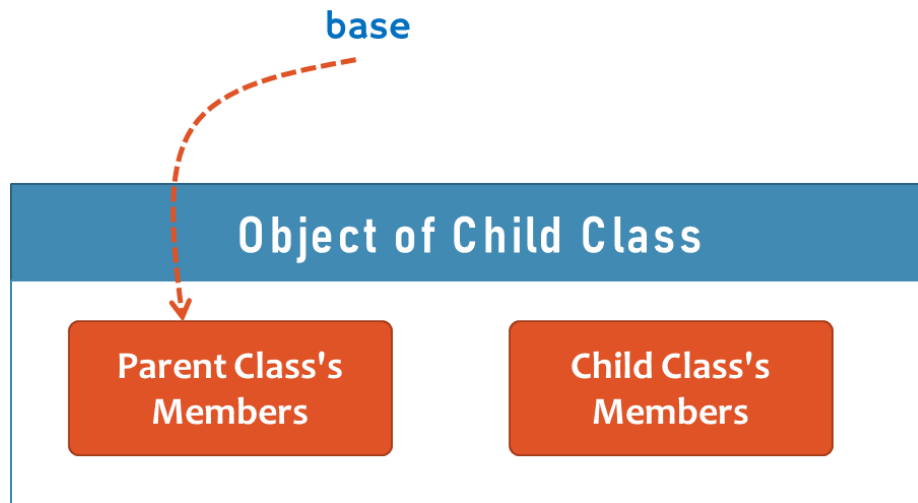 base
Object of Child Class
Parent Class's
Members
Child Class's
Members